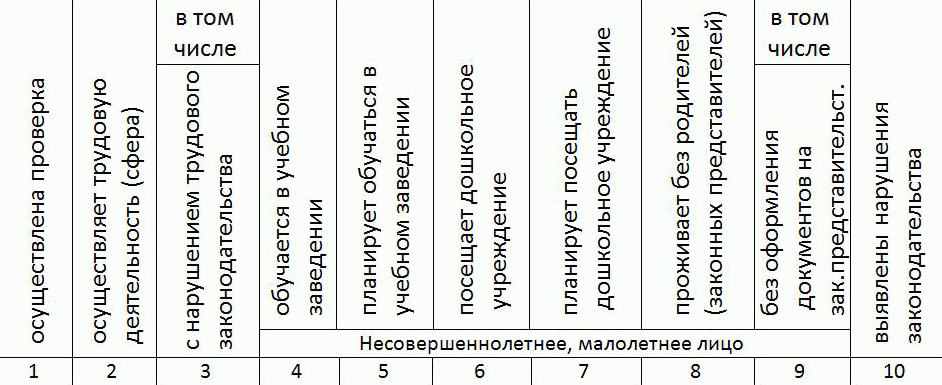 осуществлена проверка
осуществляет трудовую
деятельность (сфера)
в том
числе
с нарушением трудового
законодательства
обучается в учебном
заведении
планирует обучаться в
учебном заведении
посещает дошкольное
учреждение
планирует посещать
дошкольное учреждение
проживает без родителей
(законных представителей)
в том
числе
без оформления
документов на
зак.представительст.
выявлены нарушения
законодательства
Несовершеннолетнее, малолетнее лицо
1 2 3 4 5 6 7 8 9 10